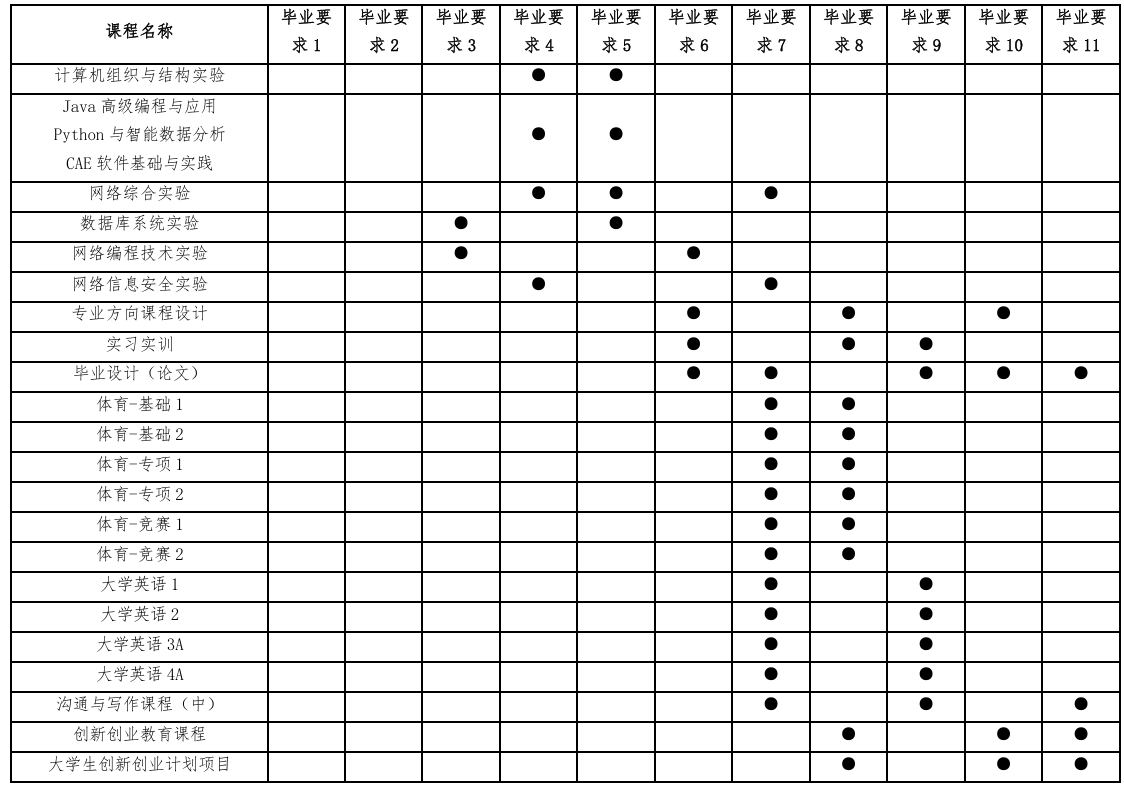 课程名称 毕业要求 1 毕业要求 2 毕业要求 3 毕业要求 4 毕业要求 5 毕业要求 6 毕业要求 7 毕业要求 8 毕业要求 9 毕业要求 10 毕业要求 11
计算机组织与结构实验 ● ●
Java 高级编程与应用
Python 与智能数据分析 ● ●
CAE 软件基础与实践
网络综合实验 ● ● ●
数据库系统实验 ● ●
网络编程技术实验 ● ●
网络信息安全实验 ● ●
专业方向课程设计 ● ● ●
实习实训 ● ● ●
毕业设计（论文） ● ● ● ● ●
体育-基础 1 ● ●
体育-基础 2 ● ●
体育-专项 1 ● ●
体育-专项 2 ● ●
体育-竞赛 1 ● ●
体育-竞赛 2 ● ●
大学英语 1 ● ●
大学英语 2 ● ●
大学英语 3A ● ●
大学英语 4A ● ●
沟通与写作课程（中） ● ● ●
创新创业教育课程 ● ● ●
大学生创新创业计划项目 ● ● ●